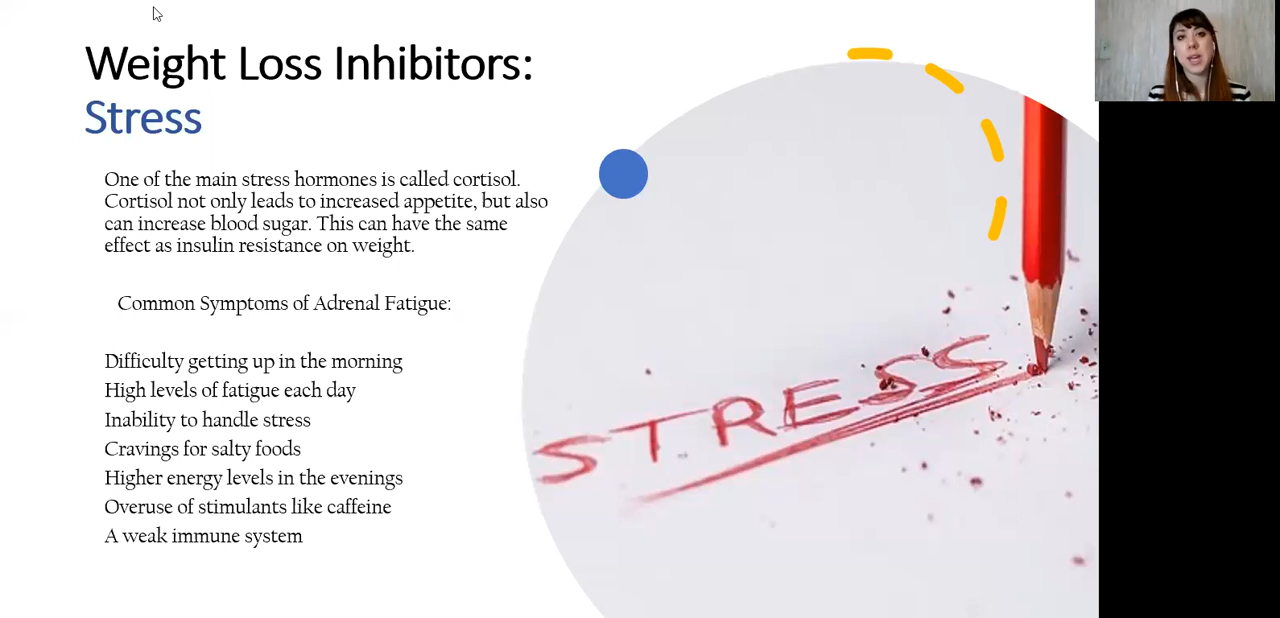 Weight Loss Inhibitors:
Stress
One of the main stress hormones is called cortisol.
Cortisol not only leads to increased appetite, but also
can increase blood sugar. This can have the same
effect as insulin resistance on weight.
Common Symptoms of Adrenal Fatigue:
Difficulty getting up in the morning
High levels of fatigue each day
Inability to handle stress
Cravings for salty foods
Higher energy levels in the evenings
Overuse of stimulants like caffeine
A weak immune system
STRESS